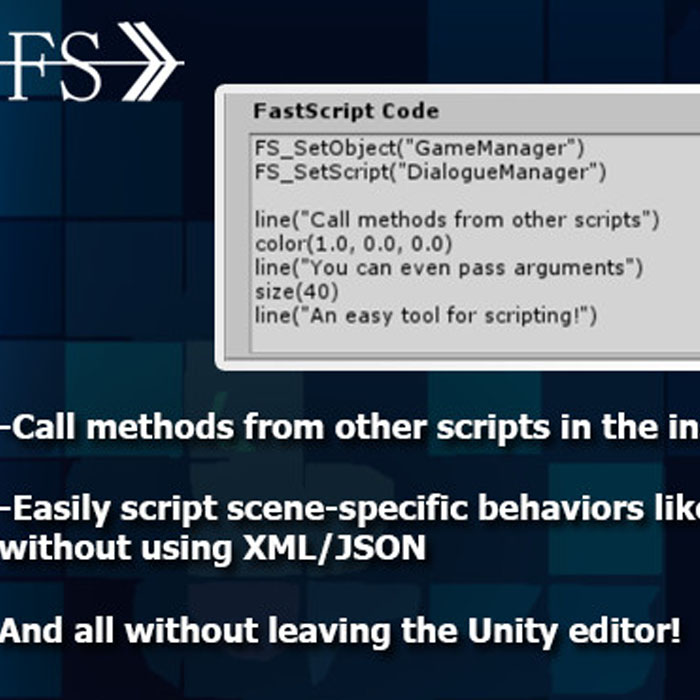 FS
FastScript Code
FS_SetObject("GameManager")
FS_SetScript("DialogueManager")
line("Call methods from other scripts")
color(1.0, 0.0, 0.0)
line("You can even pass arguments")
size(40)
line("An easy tool for scripting!")
-Call methods from other scripts in the in
-Easily script scene-specific behaviors like
without using XML/JSON
And all without leaving the Unity editor!